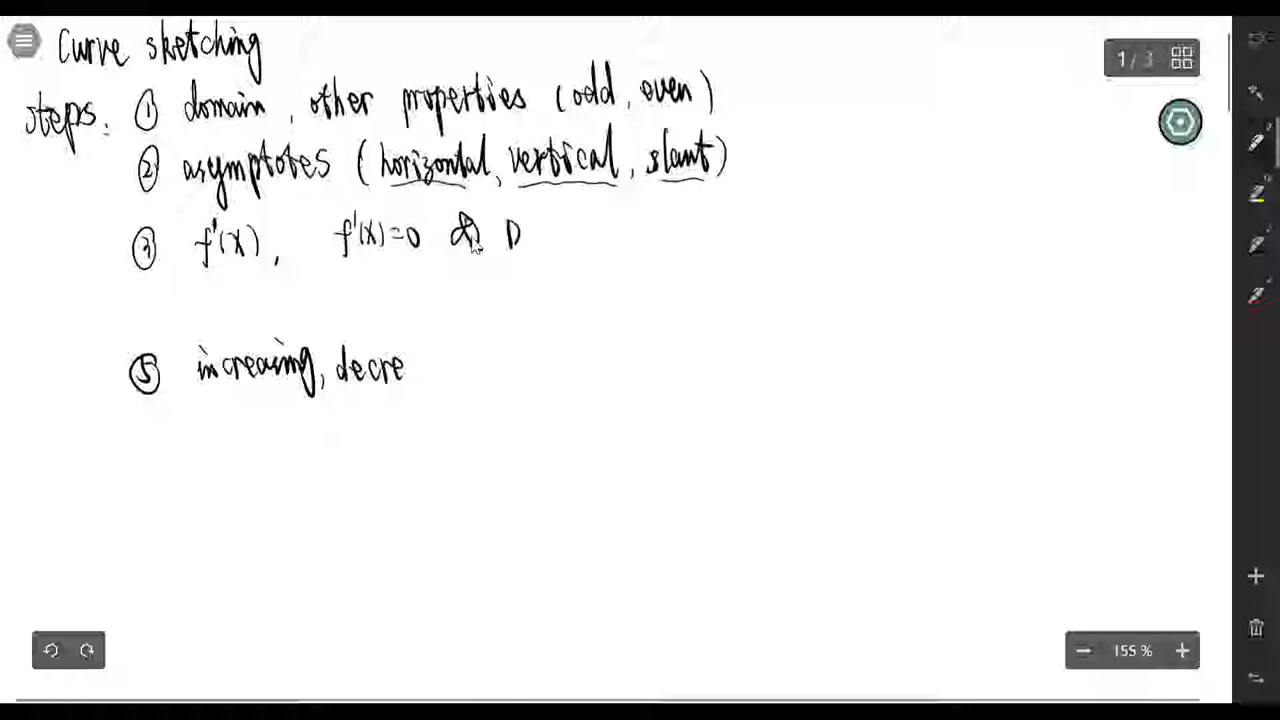 Curve sketching
steps: ① domain, other properties (odd, even)
② asymptotes (horizontal, vertical, slant)
③ f'(x), f'(x)=0 D
⑤ increasing, decre
1/3
155 %